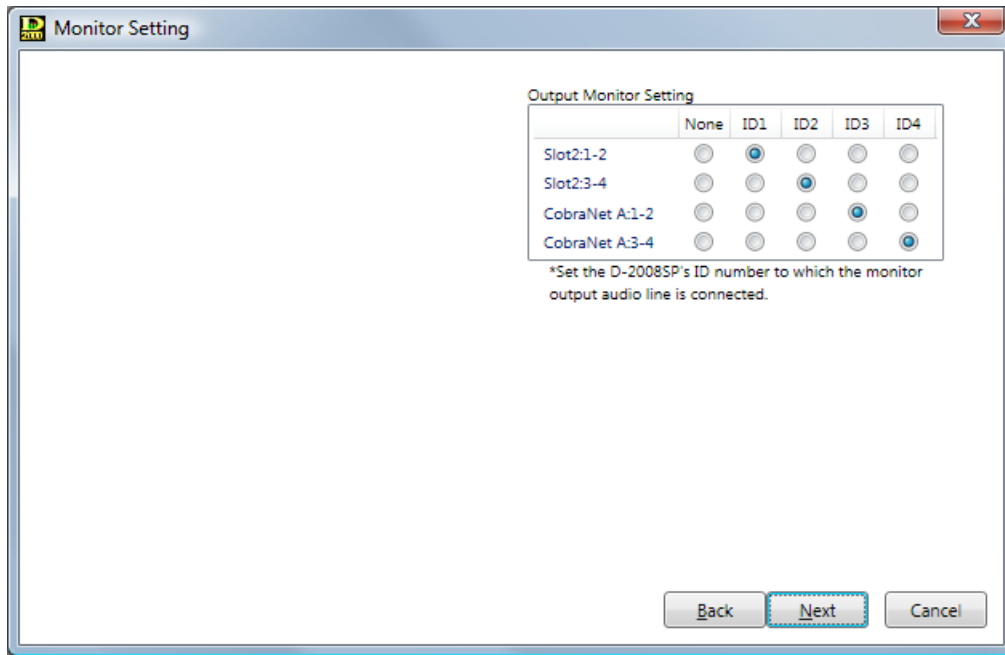 Monitor Setting
Output Monitor Setting
None ID1 ID2 ID3 ID4
Slot2:1-2
Slot2:3-4
CobraNet A:1-2
CobraNet A:3-4
*Set the D-2008SP's ID number to which the monitor
output audio line is connected.
Back Next Cancel